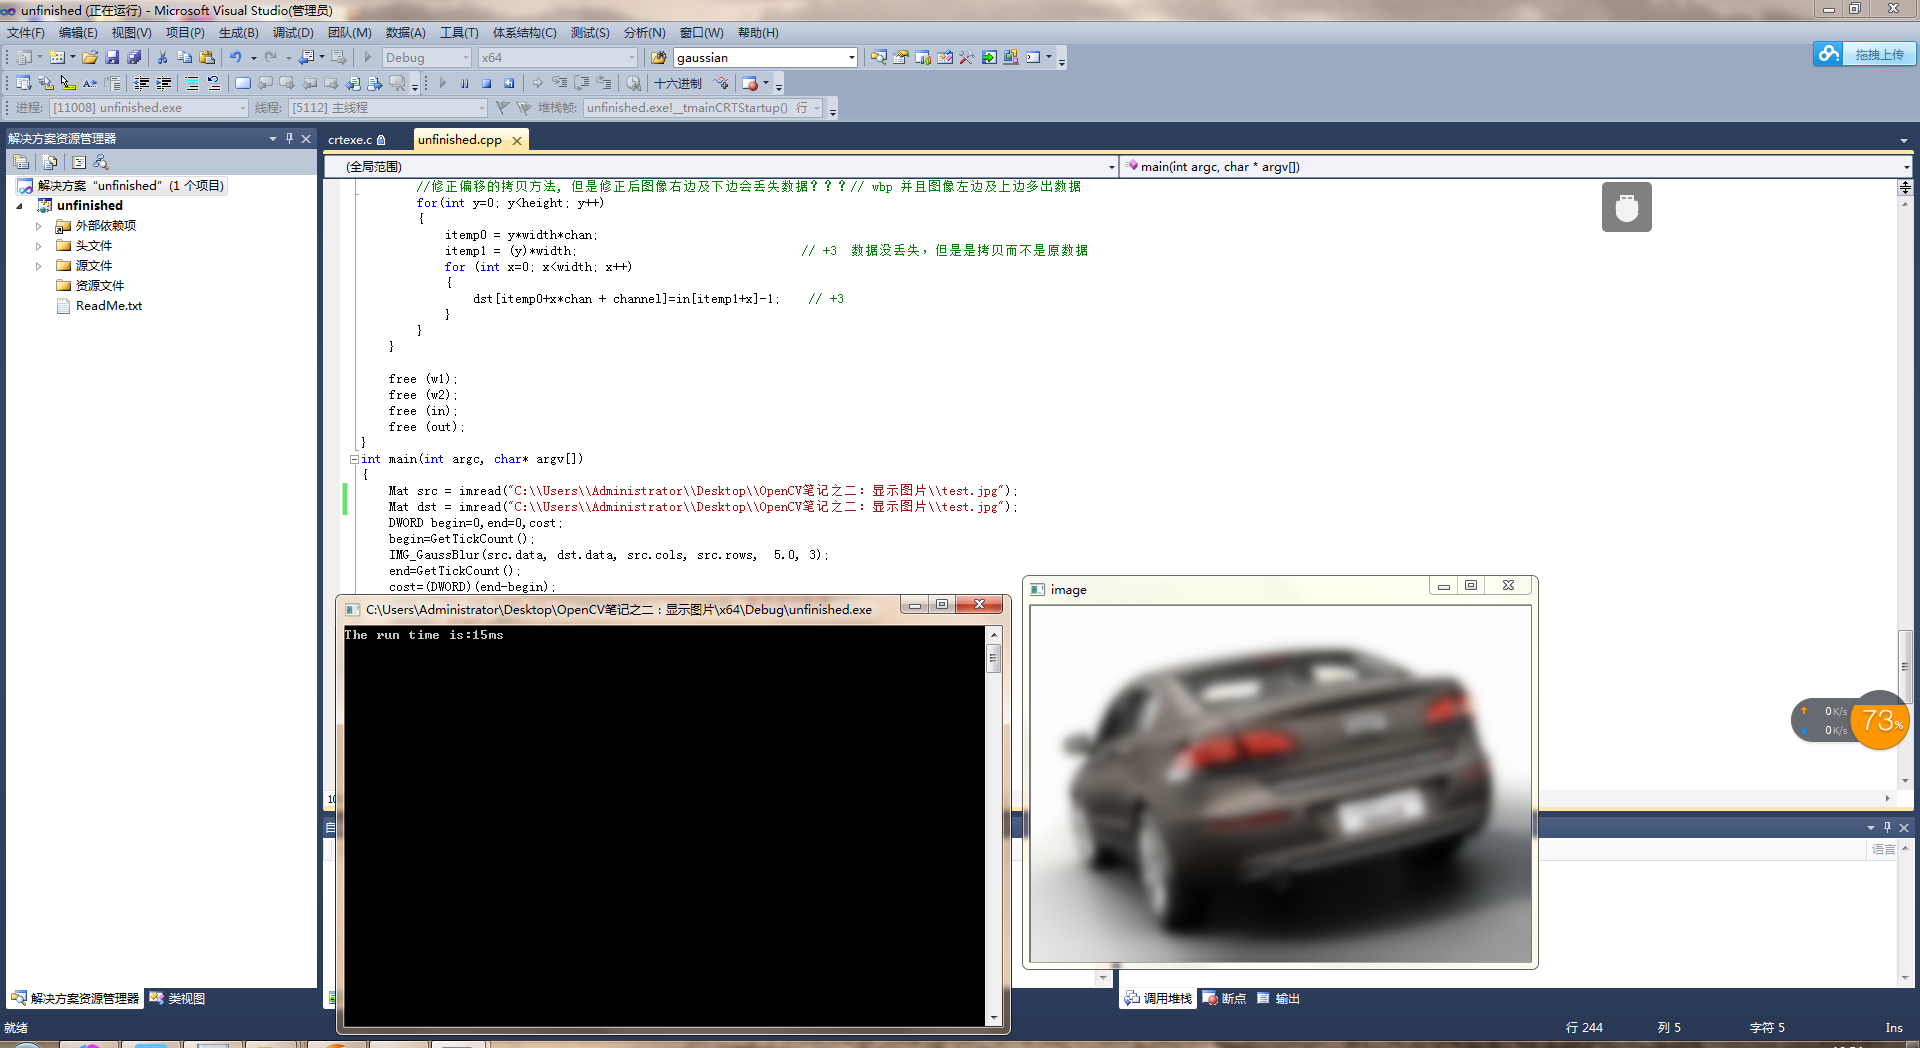 unfinished (正在运行) - Microsoft Visual Studio(管理员)
文件(F) 编辑(E) 视图(V) 项目(P) 生成(B) 调试(D) 团队(M) 数据(A) 工具(T) 体系结构(C) 测试(S) 分析(N) 窗口(W) 帮助(H)
Debug x64 gaussian
拖拽上传
十六进制
进程: [11008] unfinished.exe 线程: [5112] 主线程 堆栈帧: unfinished.exe!__tmainCRTStartup() 行
解决方案资源管理器
crtexe.c unfinished.cpp
(全局范围) main(int argc, char * argv[])
解决方案 "unfinished" (1 个项目)
unfinished
外部依赖项
头文件
源文件
资源文件
ReadMe.txt
//修正偏移的拷贝方法, 但是修正后图像右边及下边会丢失数据? ? ? // wbp 并且图像左边及上边多出数据
for(int y=0; y<height; y++)
{
itemp0 = y*width*chan;
itemp1 = (y)*width; // +3 数据没丢失，但是是拷贝而不是原数据
for (int x=0; x<width; x++)
{
dst[itemp0+x*chan + channel]=in[itemp1+x]-1; // +3
}
}
}
free (w1);
free (w2);
free (in);
free (out);
}
int main(int argc, char* argv[])
{
Mat src = imread("C:\\Users\\Administrator\\Desktop\\OpenCV笔记之二：显示图片\\test.jpg");
Mat dst = imread("C:\\Users\\Administrator\\Desktop\\OpenCV笔记之二：显示图片\\test.jpg");
DWORD begin=0,end=0,cost;
begin=GetTickCount();
IMG_GaussBlur(src.data, dst.data, src.cols, src.rows, 5.0, 3);
end=GetTickCount();
cost=(DWORD)(end-begin);
C:\Users\Administrator\Desktop\OpenCV笔记之二：显示图片\x64\Debug\unfinished.exe
The run time is:15ms
image
0K/s
0K/s
73%
10
自
语言
解决方案资源管理器 类视图
调用堆栈 断点 输出
就绪
行 244 列 5 字符 5 Ins